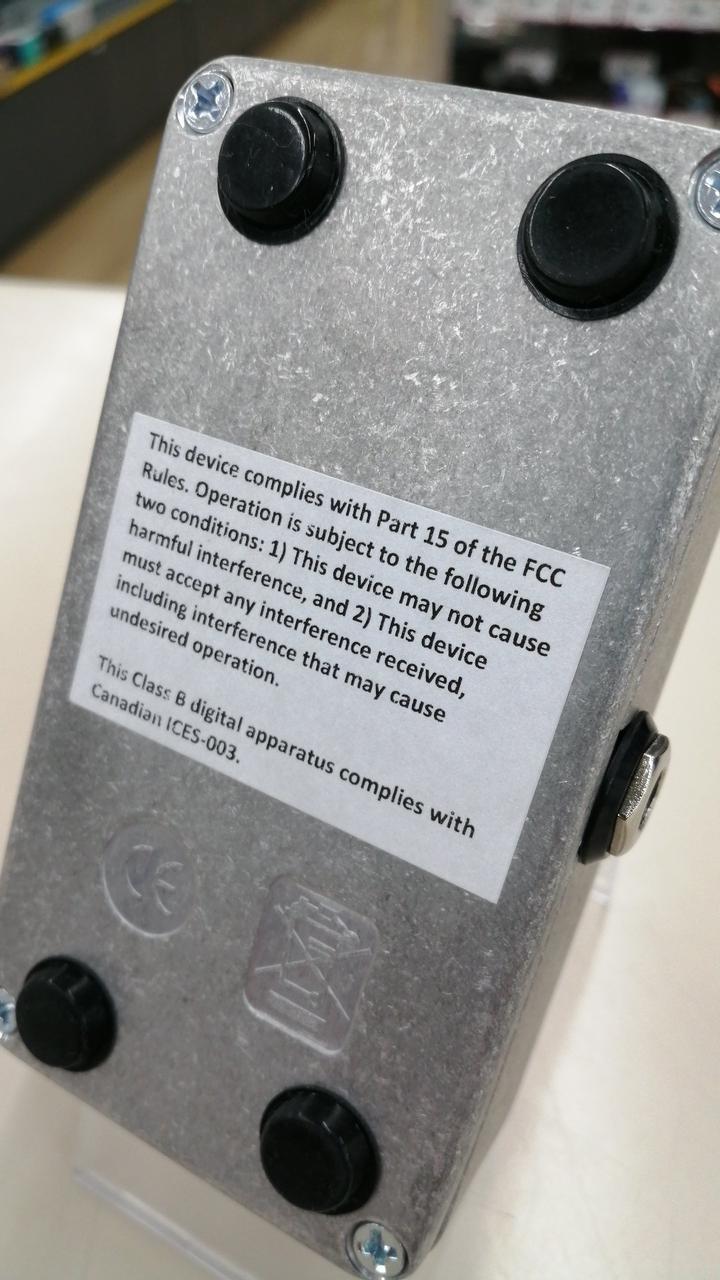 This device complies with Part 15 of the FCC
Rules. Operation is subject to the following
two conditions: 1) This device may not cause
harmful interference, and 2) This device
must accept any interference received,
including interference that may cause
undesired operation.
This Class B digital apparatus complies with
Canadian ICES-003.
CE